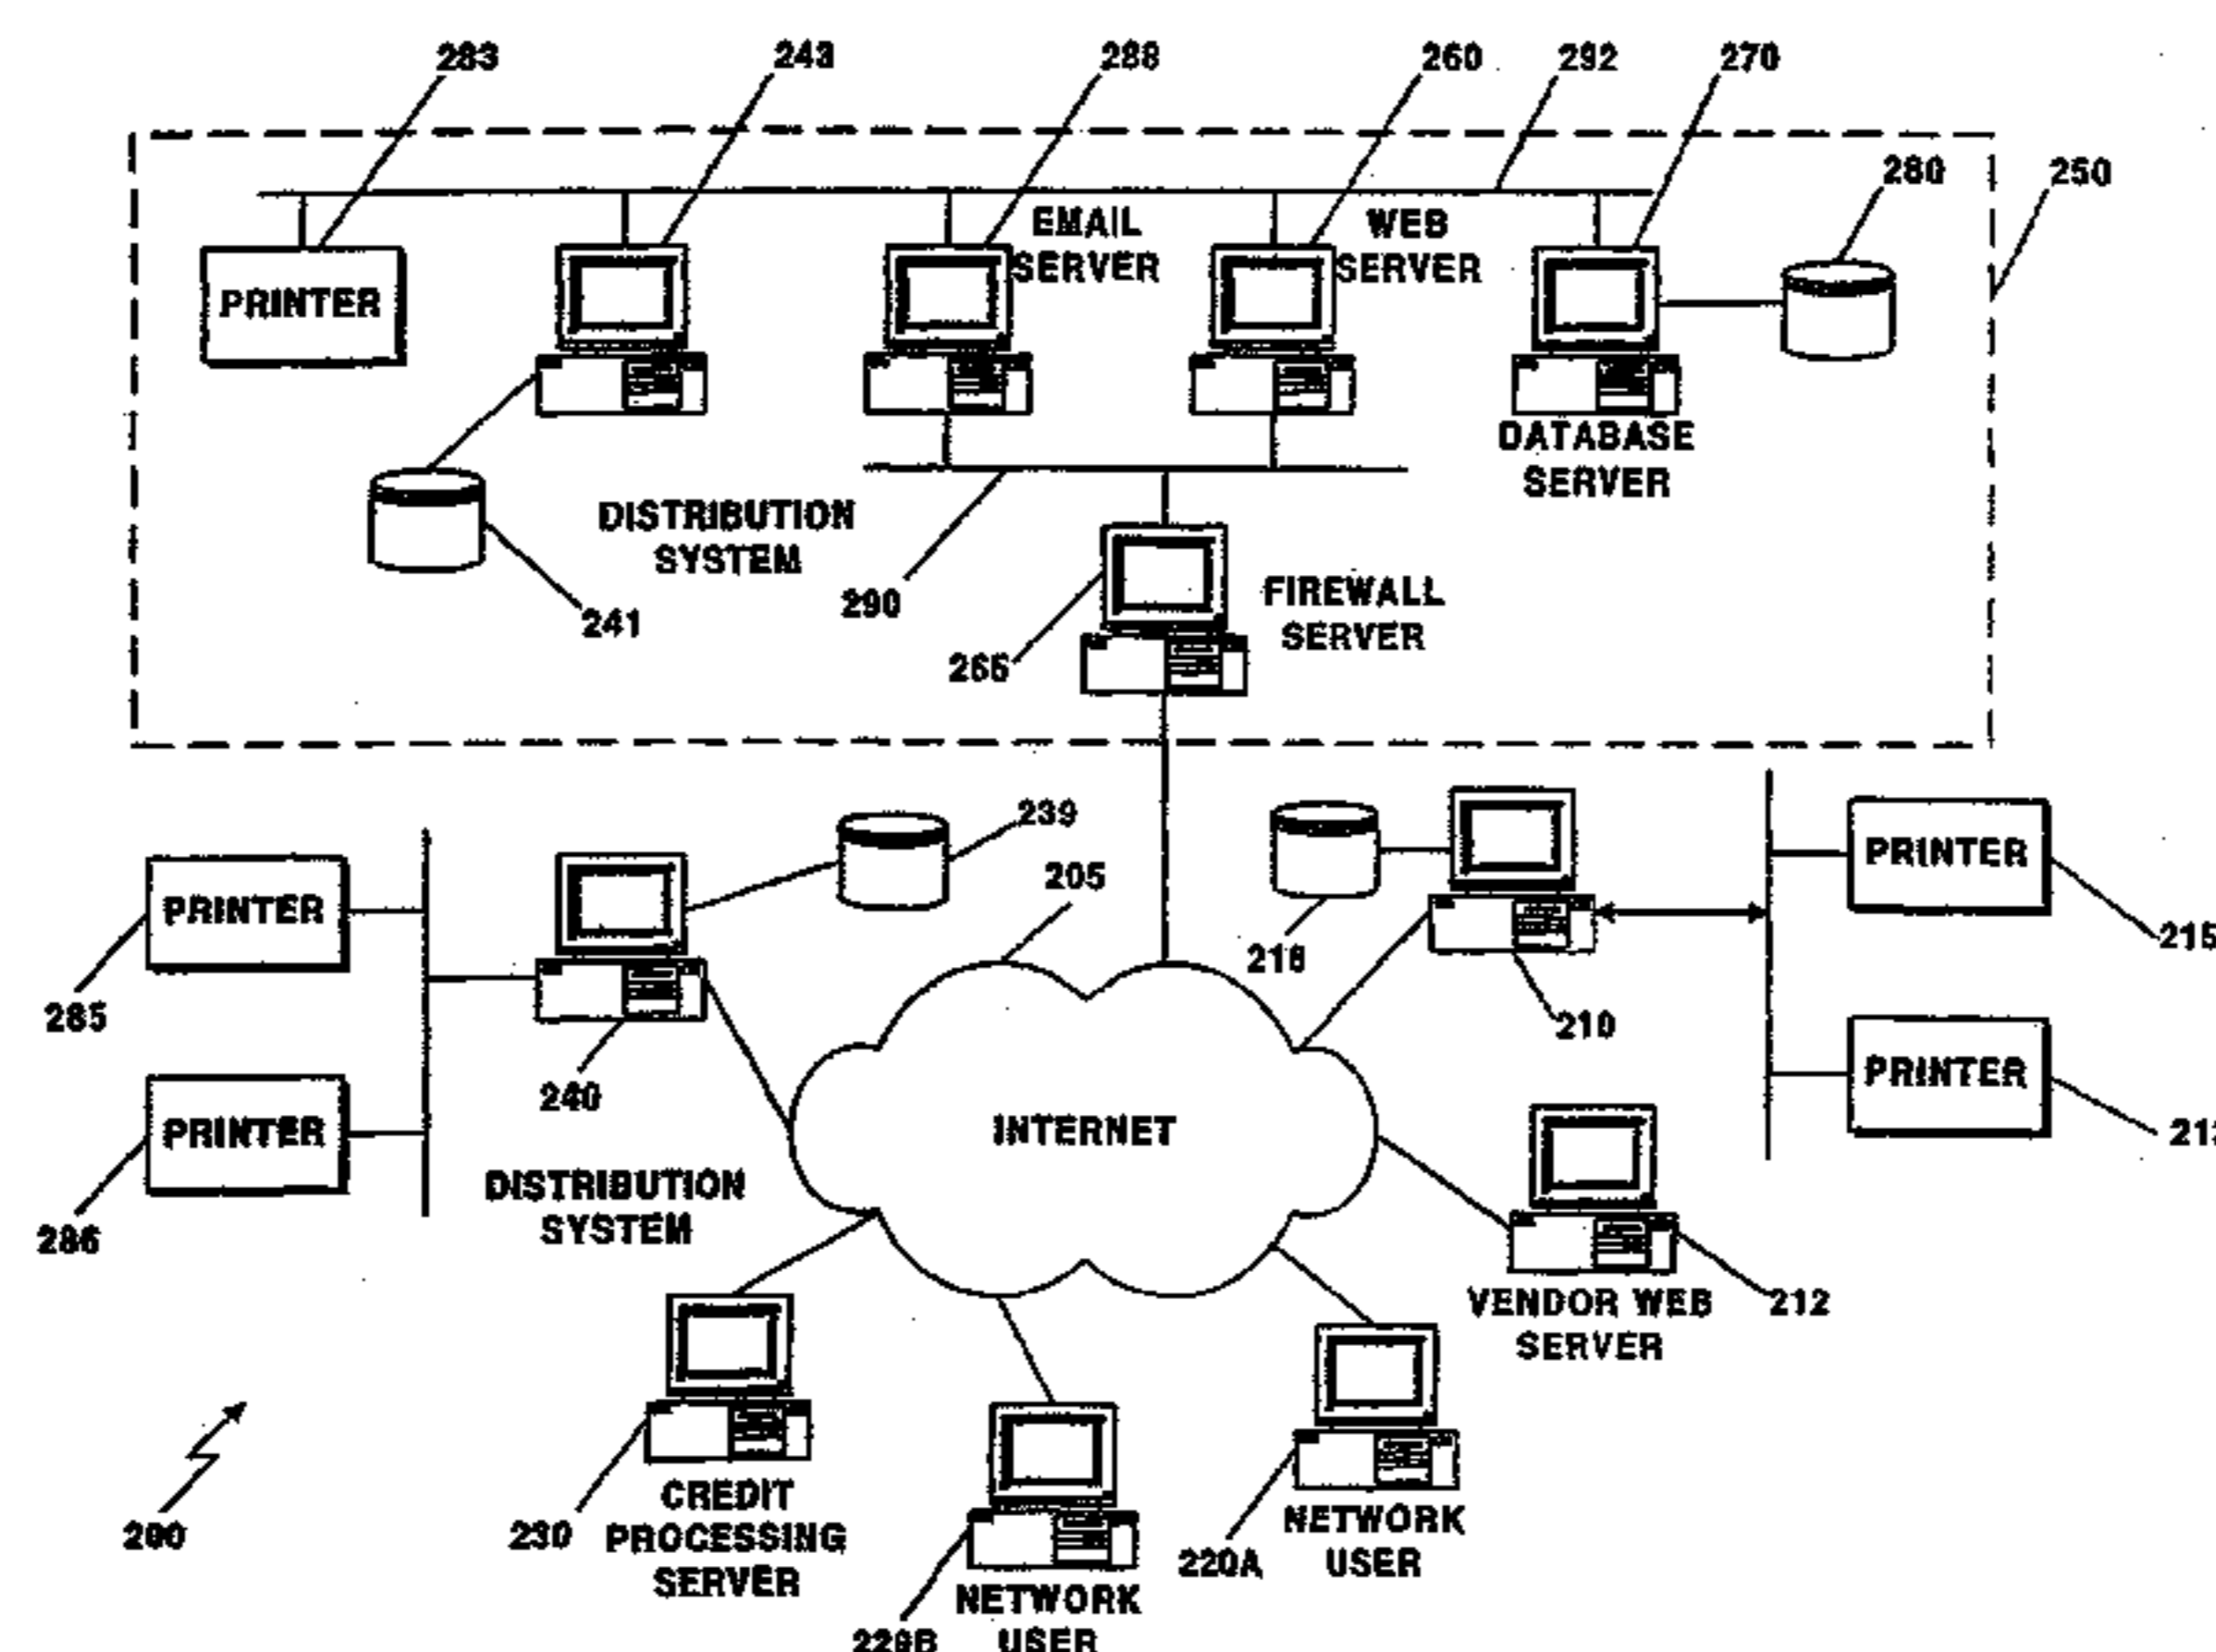 283 243 288 260 292 270
280 250
EMAIL
SERVER
WEB
SERVER
PRINTER
DATABASE
SERVER
DISTRIBUTION
SYSTEM
241
290
FIREWALL
SERVER
239
205
PRINTER
285
PRINTER
286
240
DISTRIBUTION
SYSTEM
INTERNET
210
PRINTER
215
PRINTER
VENDOR WEB
SERVER
212
200
230
CREDIT
PROCESSING
SERVER
NETWORK
USER
220A
NETWORK
USER
220B